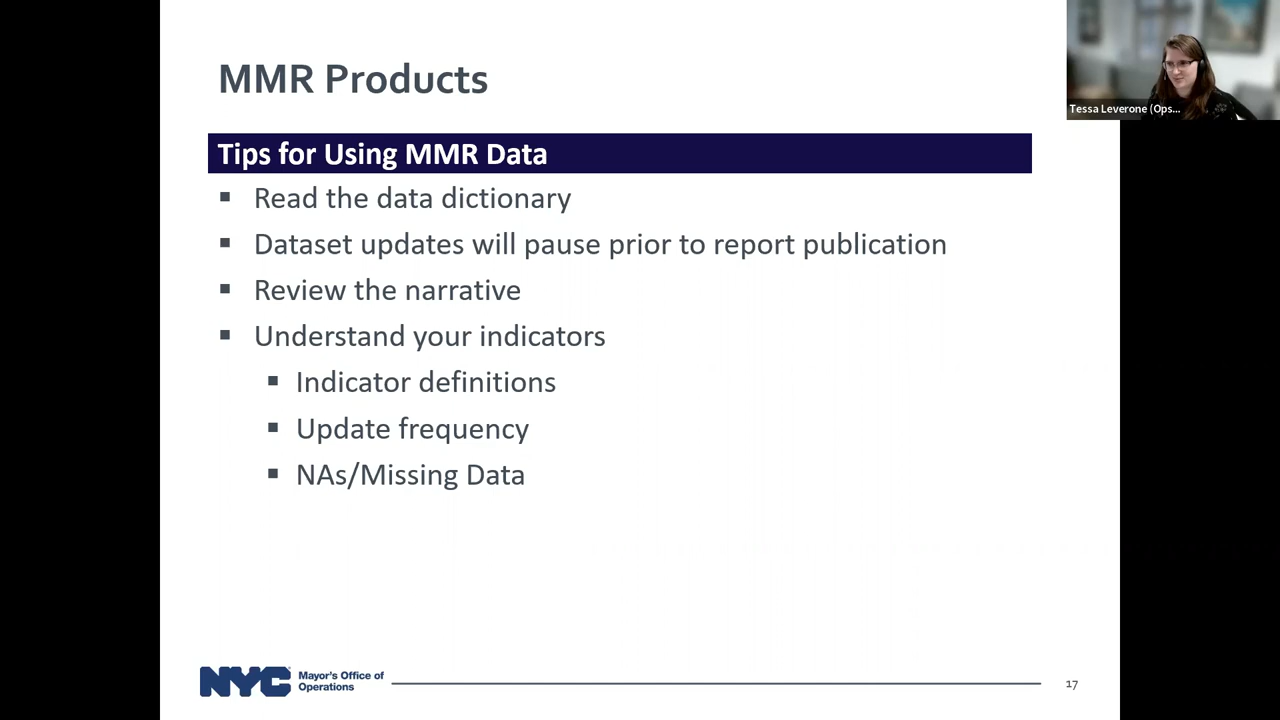 MMR Products
Tessa Leverone (Ops...
Tips for Using MMR Data
▪ Read the data dictionary
▪ Dataset updates will pause prior to report publication
▪ Review the narrative
▪ Understand your indicators
▪ Indicator definitions
▪ Update frequency
▪ NAs/Missing Data
NYC
Mayor's Office of
Operations
17